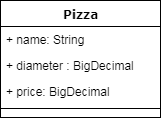 Pizza
+ name: String
+ diameter : BigDecimal
+ price: BigDecimal